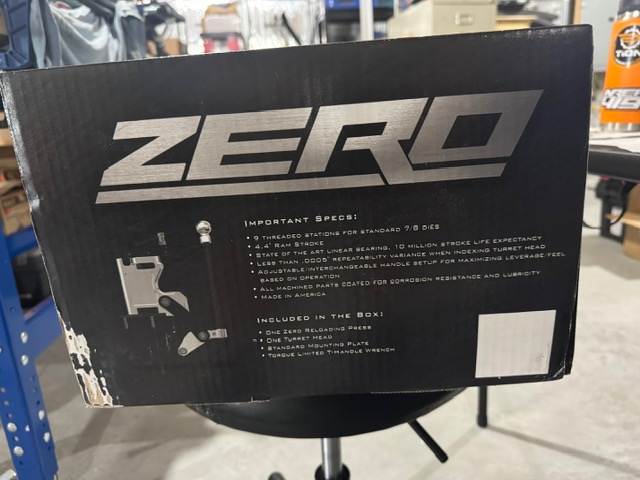 ZERO
IMPORTANT SPECS:
• 9 THREADED STATIONS FOR STANDARD 7/8 DIES
• 4.4" RAM STROKE
• STATE OF THE ART LINEAR BEARING, 10 MILLION STROKE LIFE EXPECTANCY
• LESS THAN .0005" REPEATABILITY VARIANCE WHEN INDEXING TURRET HEAD
• ADJUSTABLE/INTERCHANGEABLE HANDLE SETUP FOR MAXIMIZING LEVERAGE/FEEL
BASED ON OPERATION
• ALL MACHINED PARTS COATED FOR CORROSION RESISTANCE AND LUBRICITY
• MADE IN AMERICA
INCLUDED IN THE BOX:
• ONE ZERO RELOADING PRESS
• ONE TURRET HEAD
• STANDARD MOUNTING PLATE
• TORQUE LIMITED T-HANDLE WRENCH